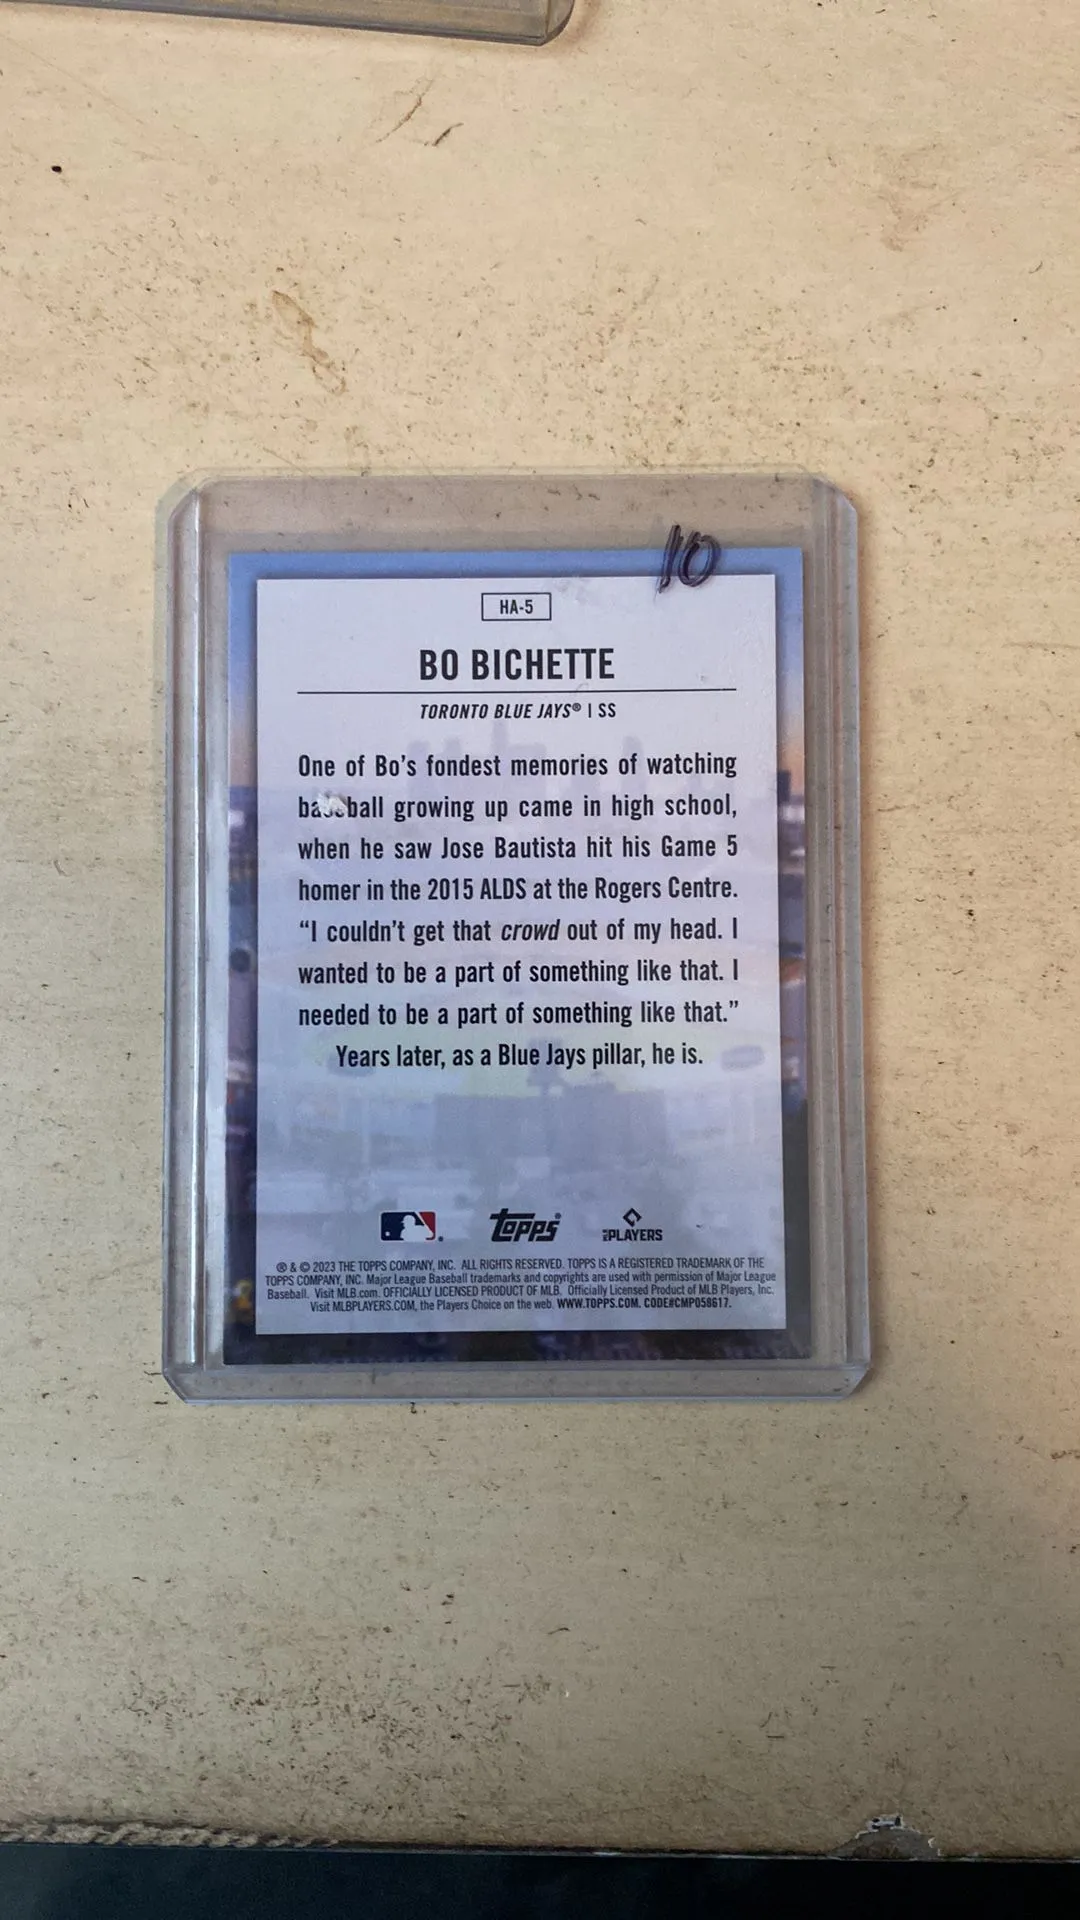 10
HA-5
BO BICHETTE
TORONTO BLUE JAYS® | SS
One of Bo's fondest memories of watching
baseball growing up came in high school,
when he saw Jose Bautista hit his Game 5
homer in the 2015 ALDS at the Rogers Centre.
“I couldn't get that crowd out of my head. I
wanted to be a part of something like that. I
needed to be a part of something like that.”
Years later, as a Blue Jays pillar, he is.
topps® MLB PLAYERS
® & © 2023 THE TOPPS COMPANY, INC. ALL RIGHTS RESERVED. TOPPS IS A REGISTERED TRADEMARK OF THE
TOPPS COMPANY, INC. Major League Baseball trademarks and copyrights are used with permission of Major League
Baseball. Visit MLB.com. OFFICIALLY LICENSED PRODUCT OF MLB. Officially Licensed Product of MLB Players, Inc.
Visit MLBPLAYERS.COM, the Players Choice on the web. WWW.TOPPS.COM. CODE#CMP058617.